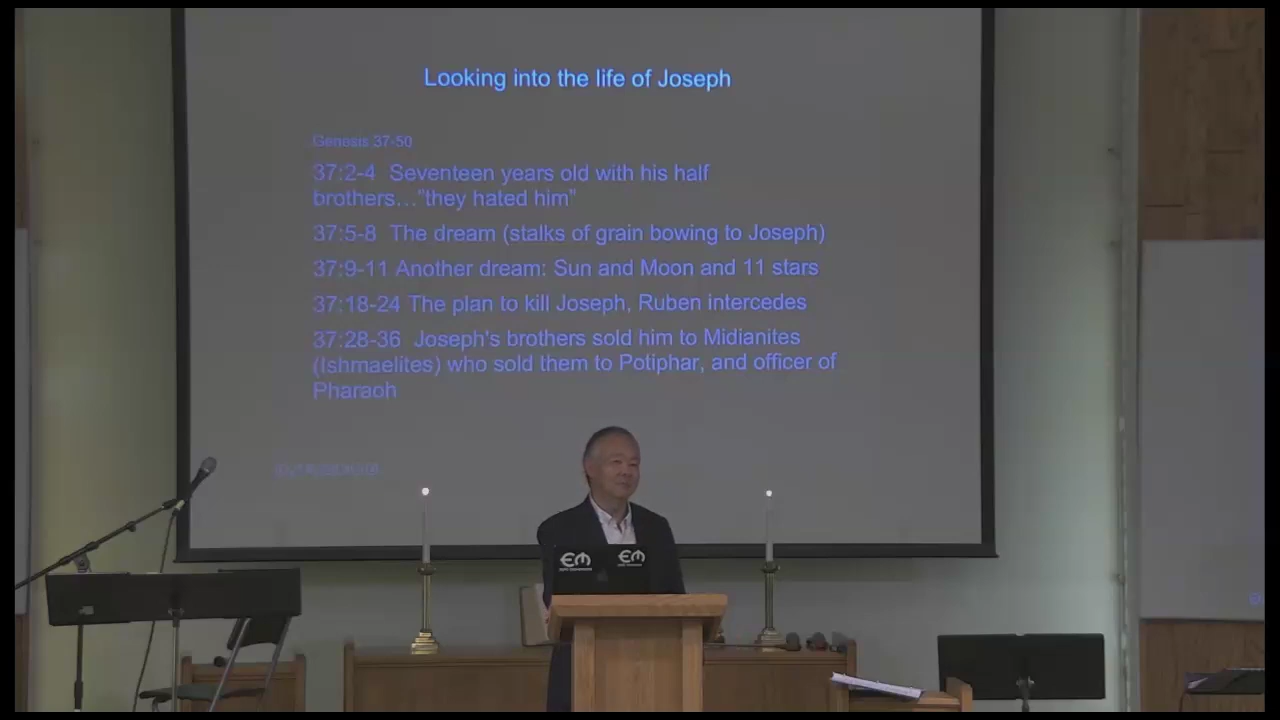 Looking into the life of Joseph
Genesis 37-50
37:2-4 Seventeen years old with his half
brothers…"they hated him"
37:5-8 The dream (stalks of grain bowing to Joseph)
37:9-11 Another dream: Sun and Moon and 11 stars
37:18-24 The plan to kill Joseph, Ruben intercedes
37:28-36 Joseph's brothers sold him to Midianites
(Ishmaelites) who sold them to Potiphar, and officer of
Pharaoh
EM EM